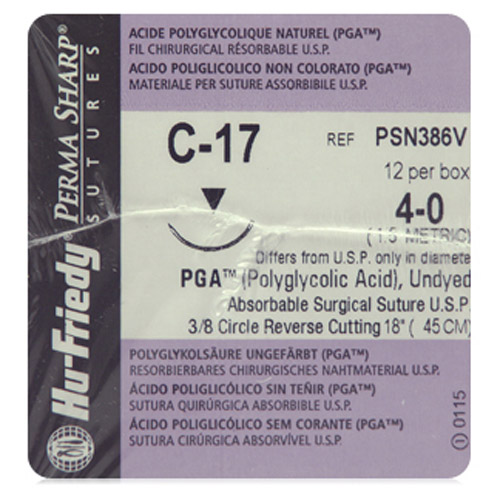 Hu-Friedy®
PERMA SHARP®
SUTURES
ACIDE POLYGLYCOLIQUE NATUREL (PGA™)
FIL CHIRURGICAL RÉSORBABLE U.S.P.
ACIDO POLIGLICOLICO NON COLORATO (PGA™)
MATERIALE PER SUTURE ASSORBIBILE U.S.P.
C-17
REF PSN386V
12 per box
4-0
(1.5 METRIC)
Differs from U.S.P. only in diamete
PGA™ (Polyglycolic Acid), Undyed
Absorbable Surgical Suture U.S.P.
3/8 Circle Reverse Cutting 18" ( 45CM)
POLYGLYKOLSÄURE UNGEFÄRBT (PGA™)
RESORBIERBARES CHIRURGISCHES NAHTMATERIAL U.S.P.
ÁCIDO POLIGLICÓLICO SIN TEÑIR (PGA™)
SUTURA QUIRÚRGICA ABSORBIBLE U.S.P.
ÁCIDO POLIGLICÓLICO SEM CORANTE (PGA™)
SUTURA CIRÚRGICA ABSORVÍVEL U.S.P.
0115